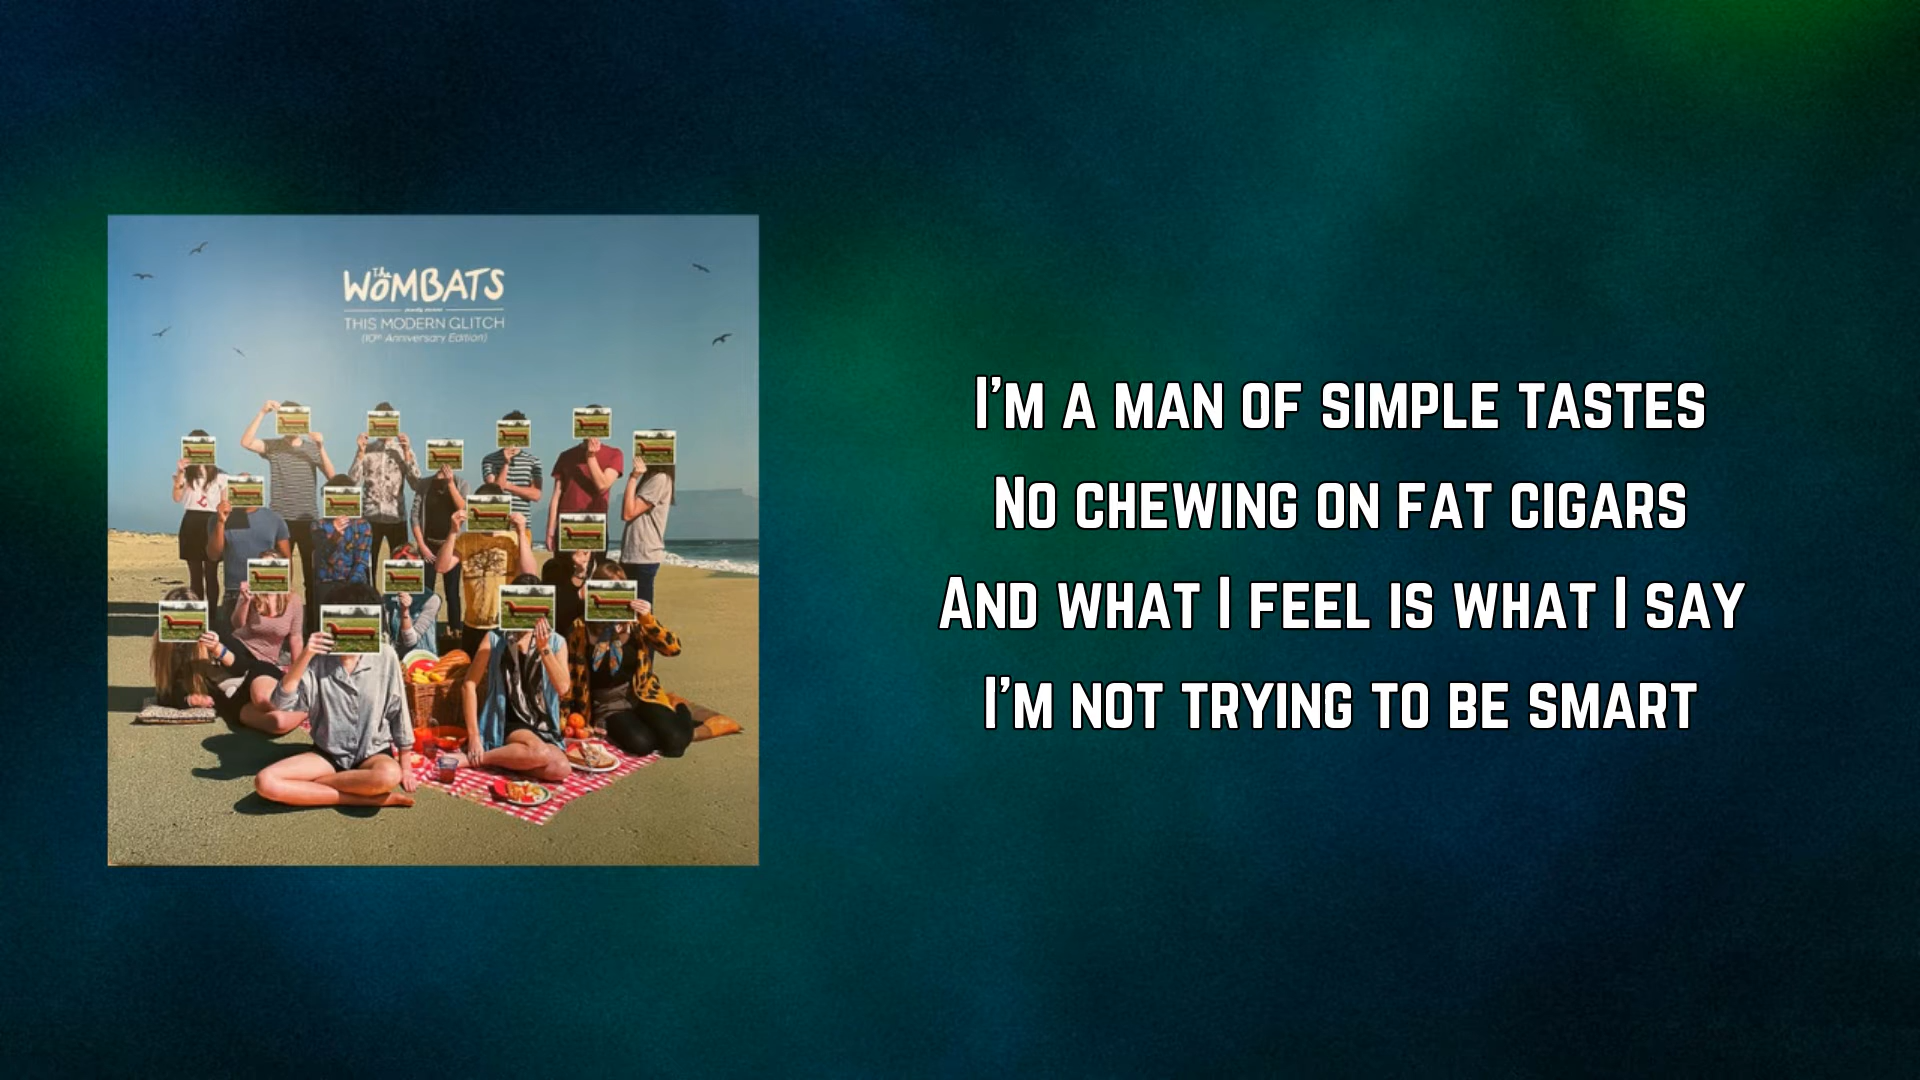 The
WOMBATS
THIS MODERN GLITCH
(10th Anniversary Edition)
I'M A MAN OF SIMPLE TASTES
NO CHEWING ON FAT CIGARS
AND WHAT I FEEL IS WHAT I SAY
I'M NOT TRYING TO BE SMART